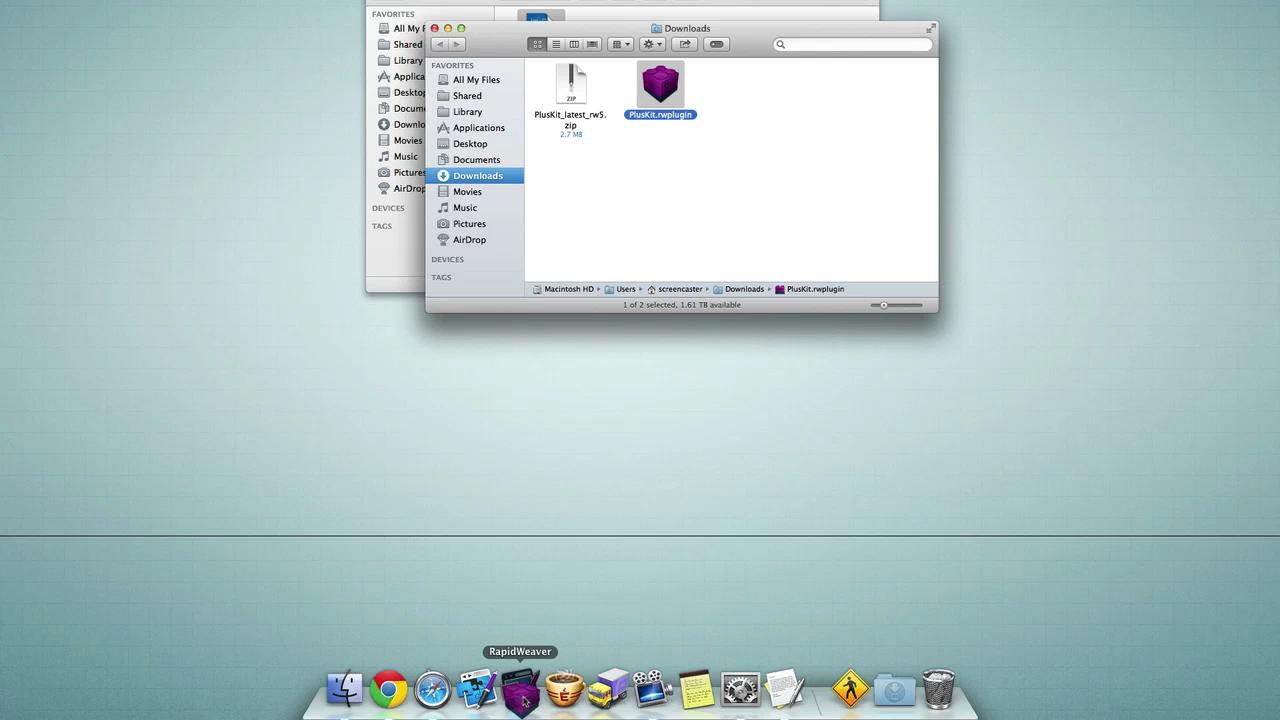 FAVORITES
All My F
Shared
Library
Applica
Desktop
Docum
Downlo
Movies
Music
Pictures
AirDrop
DEVICES
TAGS
Downloads
FAVORITES
All My Files
Shared
Library
Applications
Desktop
Documents
Downloads
Movies
Music
Pictures
AirDrop
DEVICES
TAGS
ZIP
PlusKit_latest_rw5.
zip
2.7 MB
PlusKit.rwplugin
Macintosh HD ▸ Users ▸ screencaster ▸ Downloads ▸ PlusKit.rwplugin
1 of 2 selected, 1.61 TB available
RapidWeaver